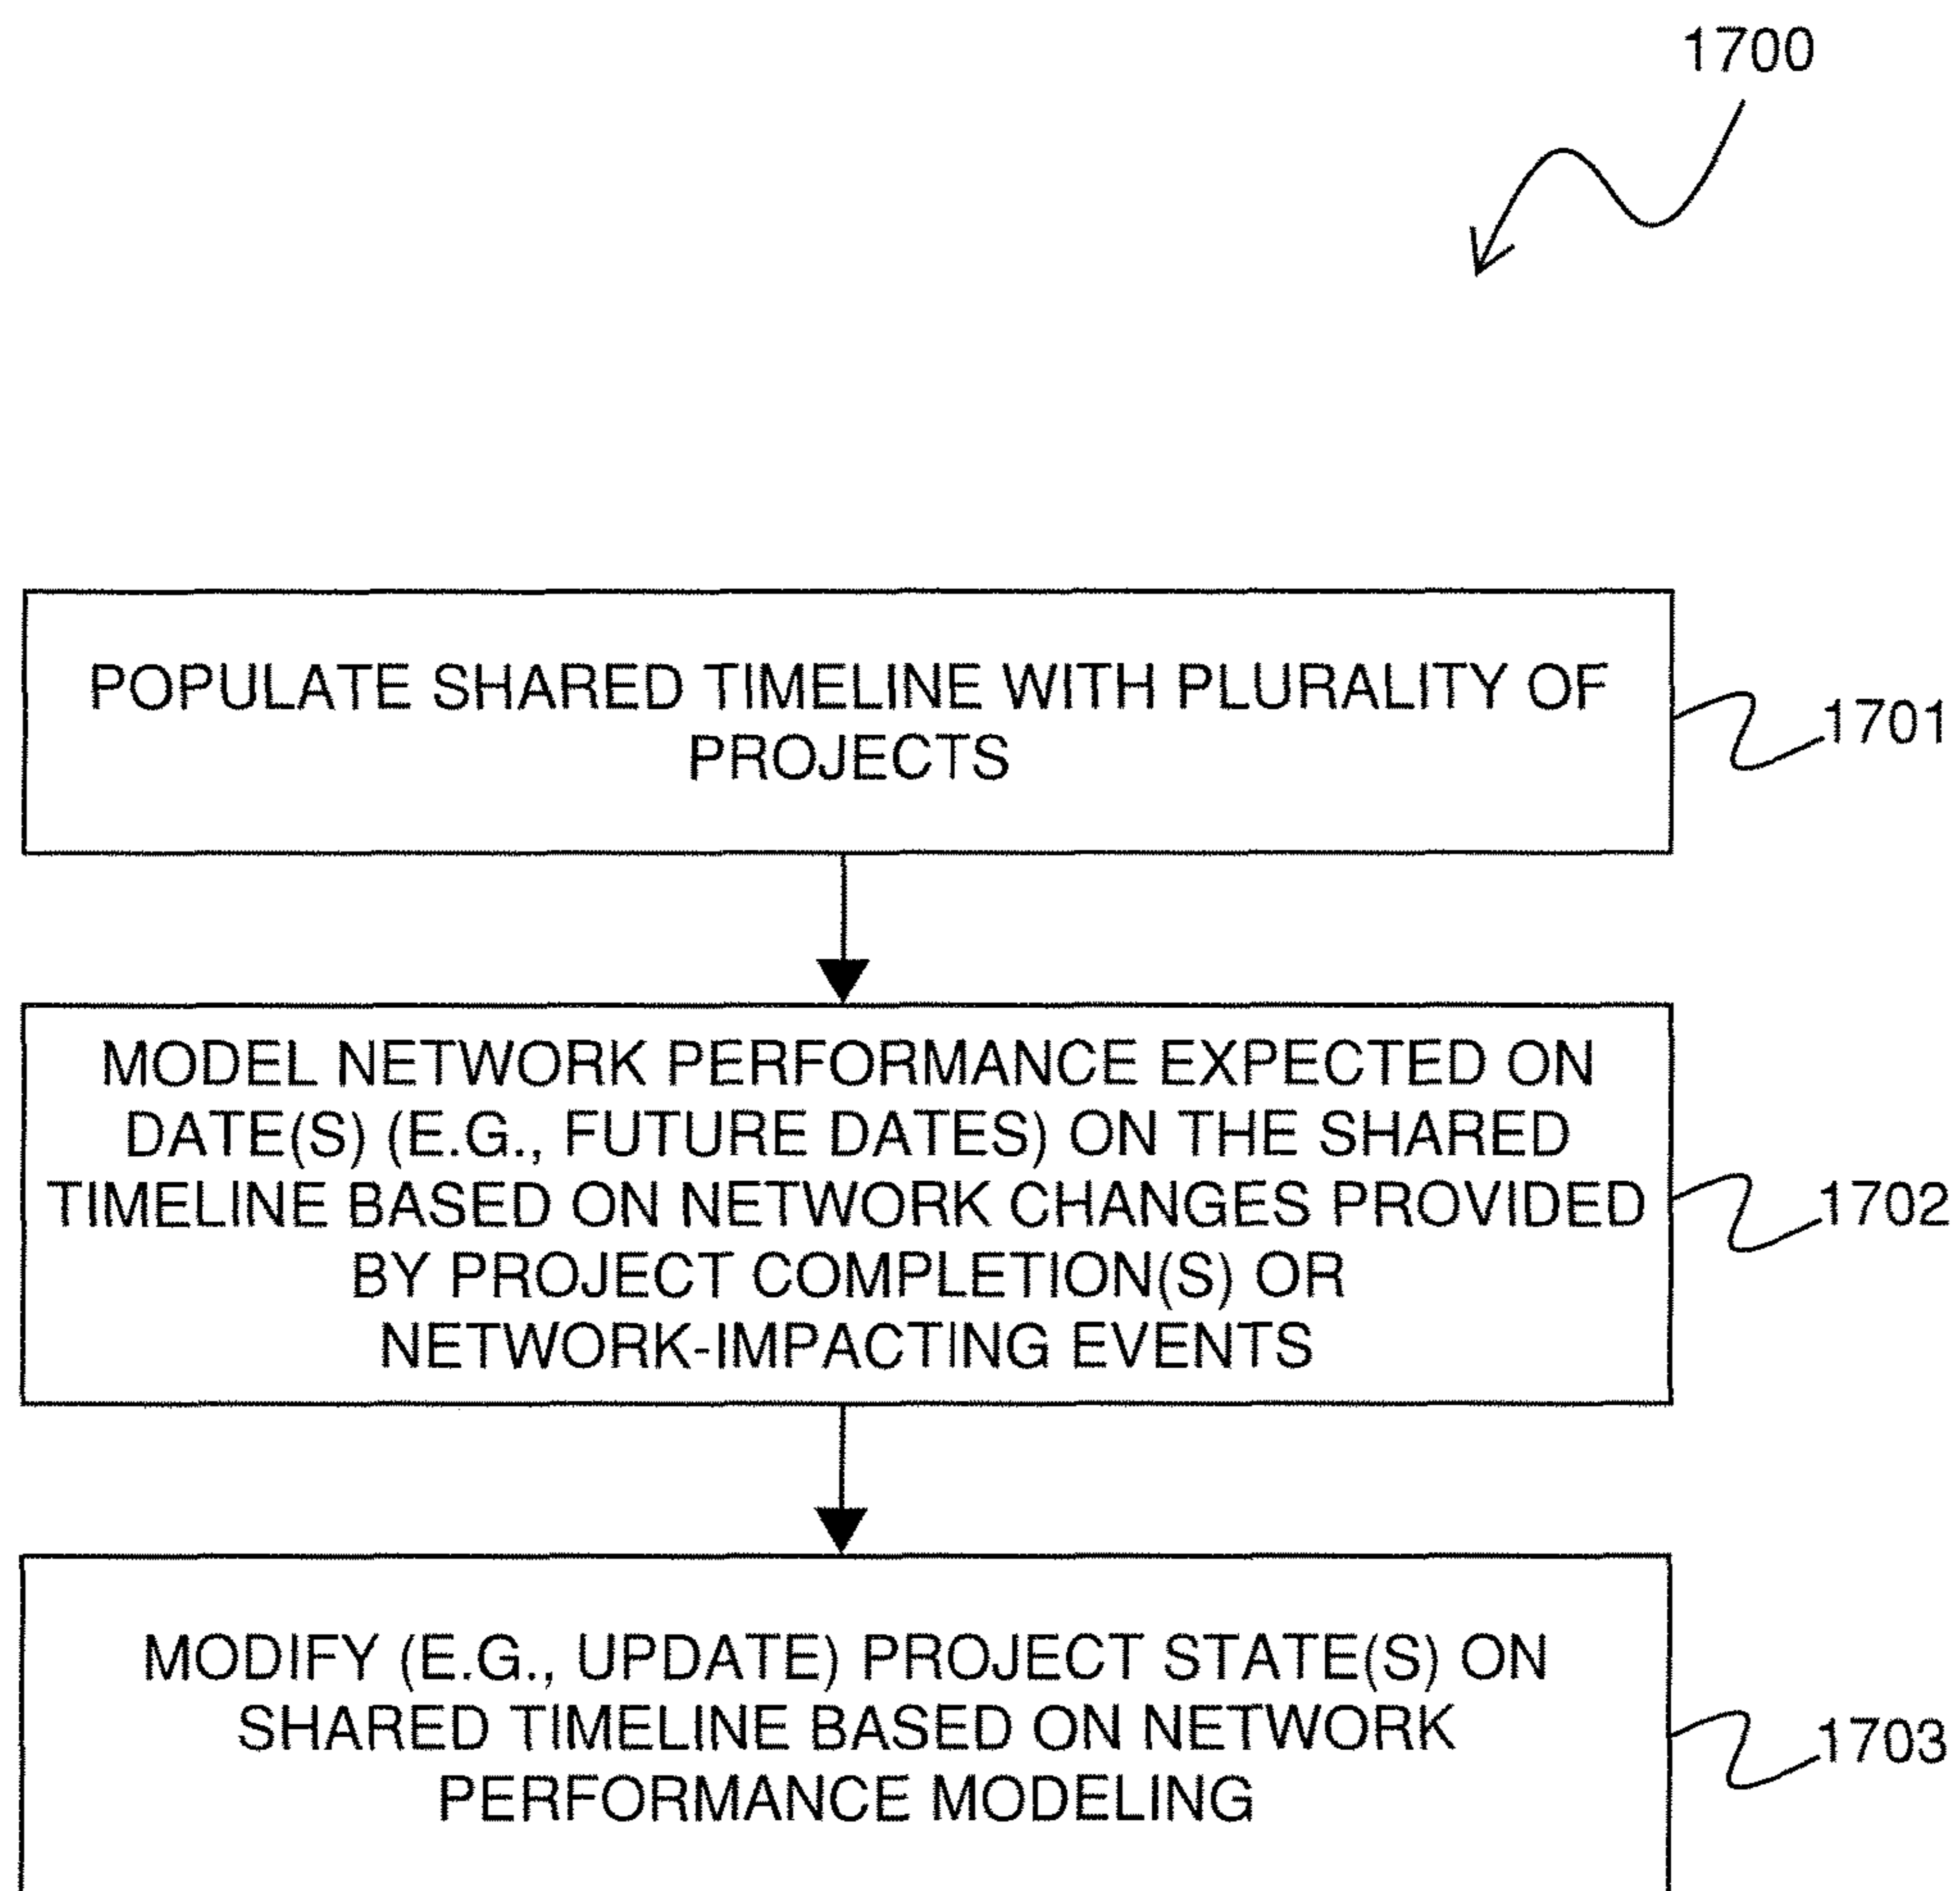 1700
POPULATE SHARED TIMELINE WITH PLURALITY OF
PROJECTS
1701
MODEL NETWORK PERFORMANCE EXPECTED ON
DATE(S) (E.G., FUTURE DATES) ON THE SHARED
TIMELINE BASED ON NETWORK CHANGES PROVIDED
BY PROJECT COMPLETION(S) OR
NETWORK-IMPACTING EVENTS
1702
MODIFY (E.G., UPDATE) PROJECT STATE(S) ON
SHARED TIMELINE BASED ON NETWORK
PERFORMANCE MODELING
1703